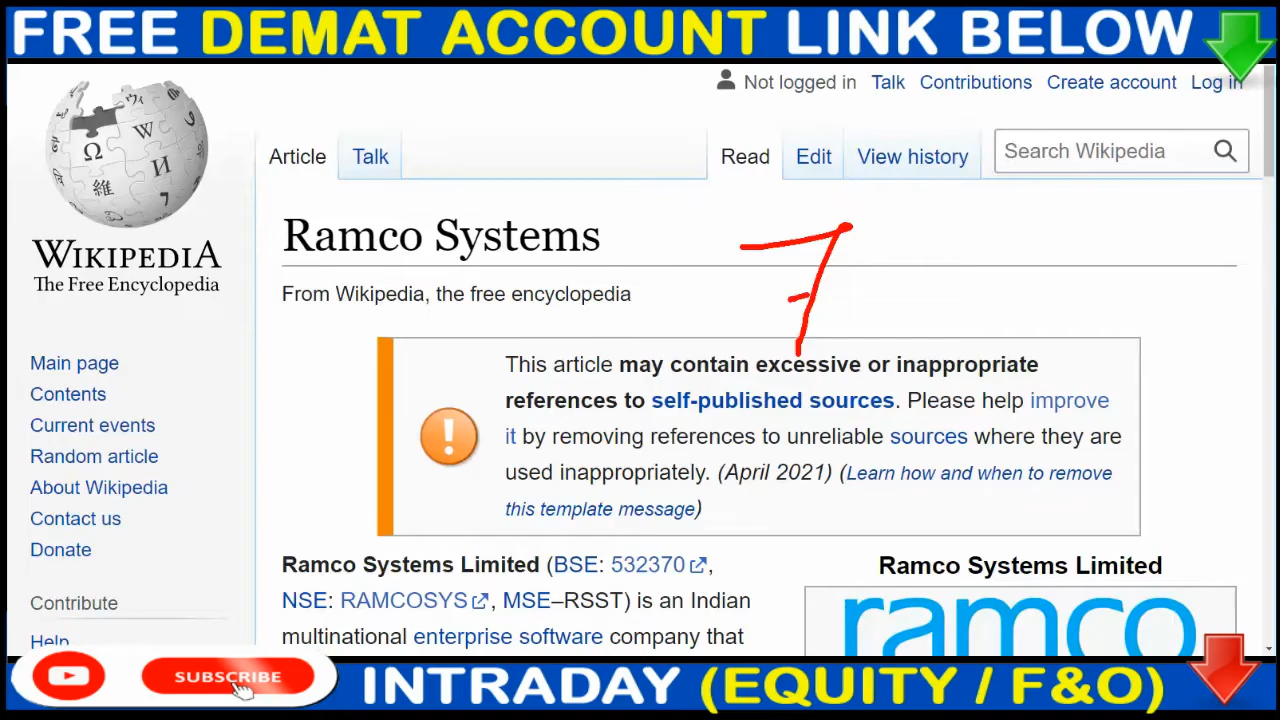 FREE DEMAT ACCOUNT LINK BELOW
Not logged in Talk Contributions Create account Log in
Article Talk Read Edit View history Search Wikipedia
WIKIPEDIA
The Free Encyclopedia
Main page
Contents
Current events
Random article
About Wikipedia
Contact us
Donate
Contribute
Help
Ramco Systems
7
From Wikipedia, the free encyclopedia
This article may contain excessive or inappropriate
references to self-published sources. Please help improve
it by removing references to unreliable sources where they are
used inappropriately. (April 2021) (Learn how and when to remove
this template message)
Ramco Systems Limited (BSE: 532370,
NSE: RAMCOSYS, MSE–RSST) is an Indian
multinational enterprise software company that
Ramco Systems Limited
ramco
SUBSCRIBE
INTRADAY (EQUITY / F&O)